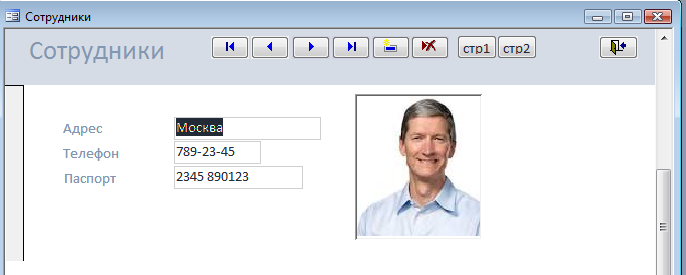 Сотрудники
Сотрудники стр1 стр2
Адрес Москва
Телефон 789-23-45
Паспорт 2345 890123